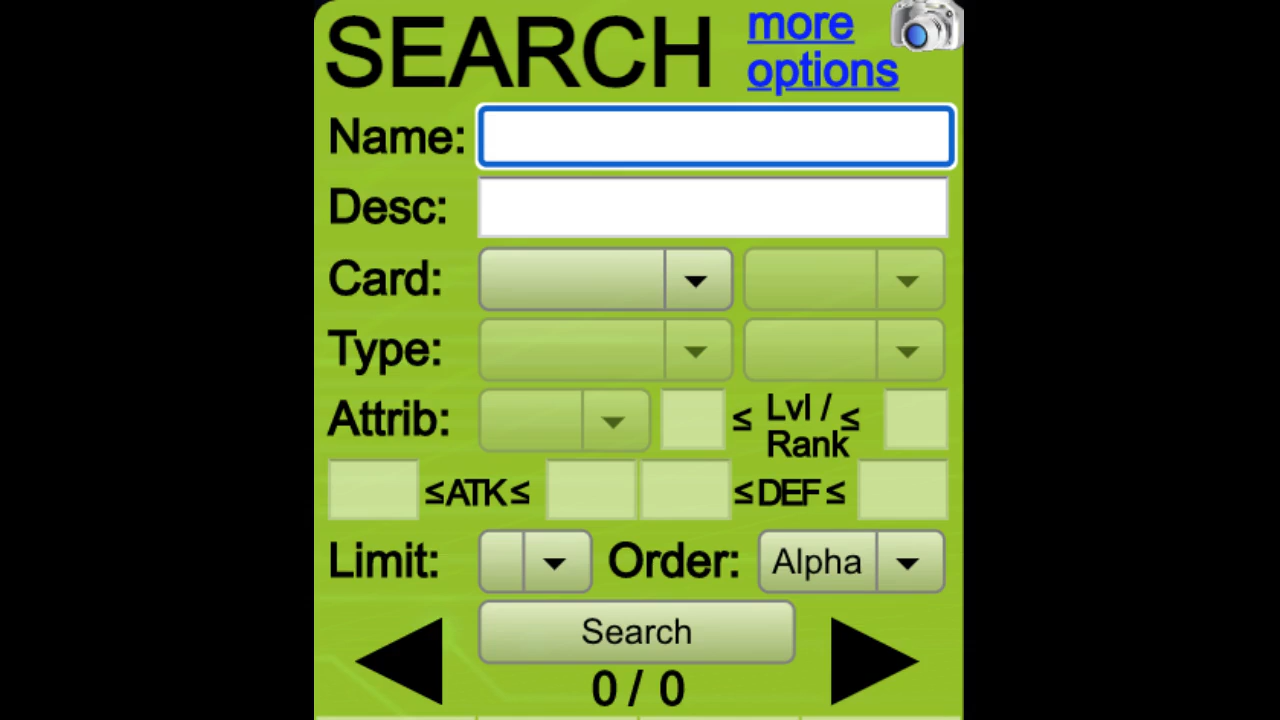 SEARCH more options
Name:
Desc:
Card:
Type:
Attrib: ≤ Lvl / Rank ≤
≤ATK≤ ≤DEF≤
Limit: Order: Alpha
Search
0 / 0